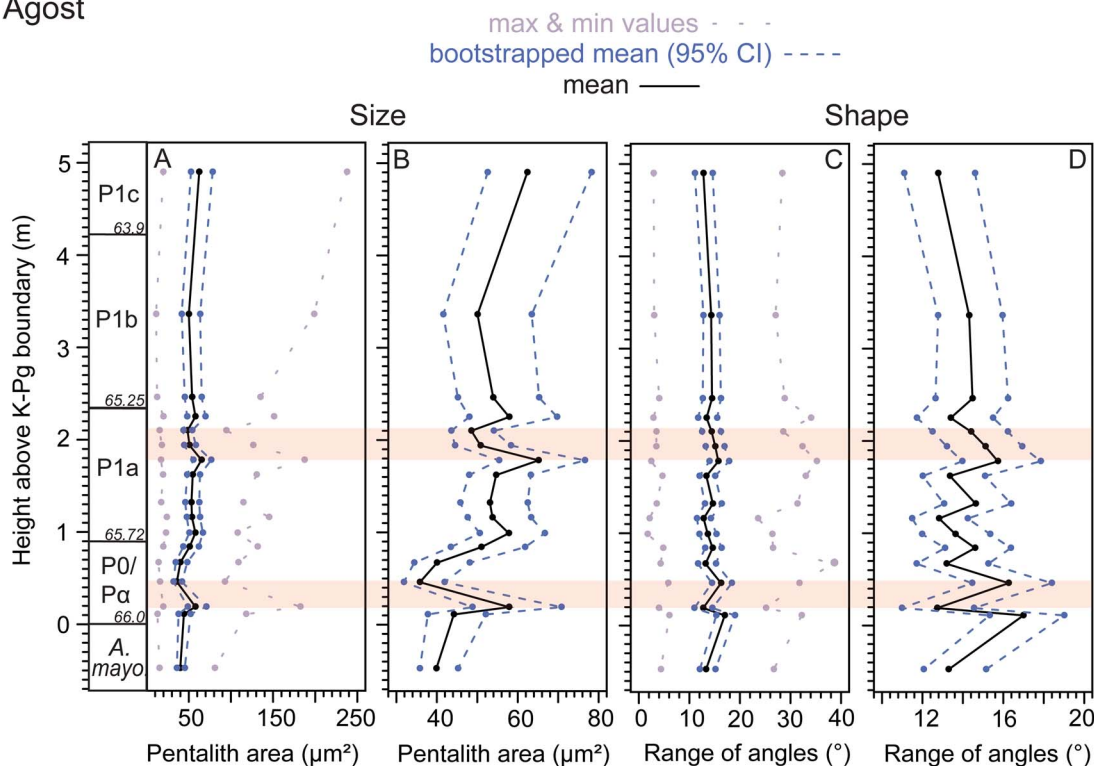 Agost
max & min values
bootstrapped mean (95% CI)
mean
Size
Shape
A
B
C
D
Height above K-Pg boundary (m)
5
4
3
2
1
0
P1c
63.9
P1b
65.25
P1a
65.72
P0/
Pα
66.0
A.
mayo.
50 150 250
40 60 80
0 10 20 30 40
12 16 20
Pentalith area (µm²)
Pentalith area (µm²)
Range of angles (°)
Range of angles (°)